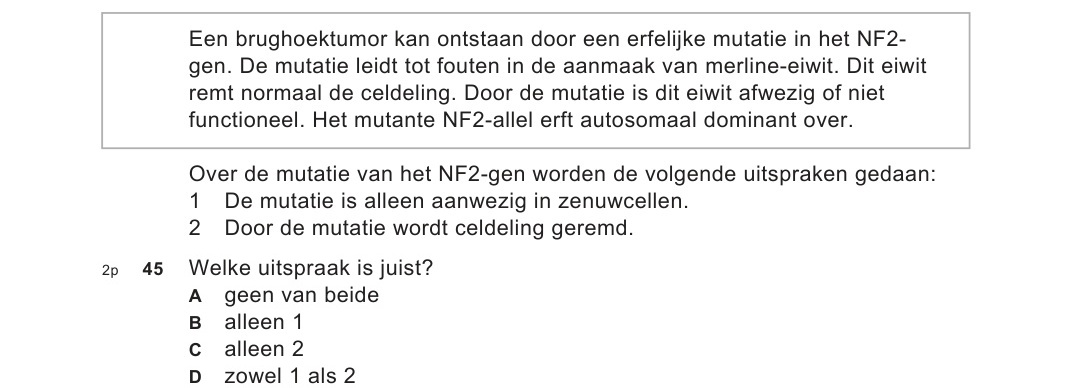 Een brughoektumor kan ontstaan door een erfelijke mutatie in het NF2-
gen. De mutatie leidt tot fouten in de aanmaak van merline-eiwit. Dit eiwit
remt normaal de celdeling. Door de mutatie is dit eiwit afwezig of niet
functioneel. Het mutante NF2-allel erft autosomaal dominant over.
Over de mutatie van het NF2-gen worden de volgende uitspraken gedaan:
1 De mutatie is alleen aanwezig in zenuwcellen.
2 Door de mutatie wordt celdeling geremd.
2p 45 Welke uitspraak is juist?
A geen van beide
B alleen 1
C alleen 2
D zowel 1 als 2